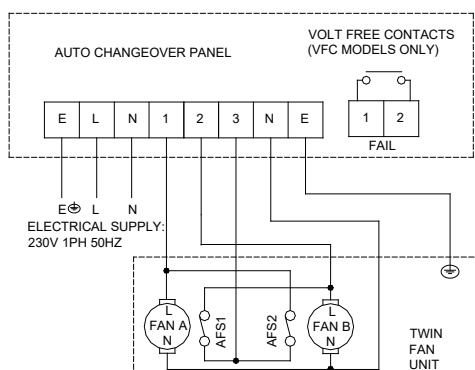 AUTO CHANGEOVER PANEL
VOLT FREE CONTACTS
(VFC MODELS ONLY)
E L N 1 2 3 N E
1 2
FAIL
E L N
ELECTRICAL SUPPLY:
230V 1PH 50HZ
L
FAN A
N
AFS1
AFS2
L
FAN B
N
TWIN
FAN
UNIT